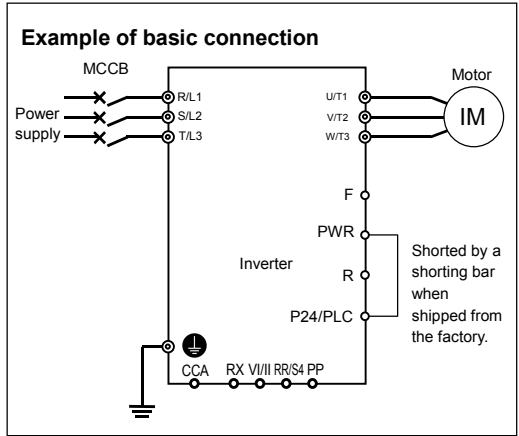 Example of basic connection
MCCB
Motor
R/L1
U/T1
Power
supply
S/L2
V/T2
IM
T/L3
W/T3
F
PWR
Inverter
R
Shorted by a
shorting bar
when
shipped from
the factory.
P24/PLC
CCA RX VI/II RR/S4 PP